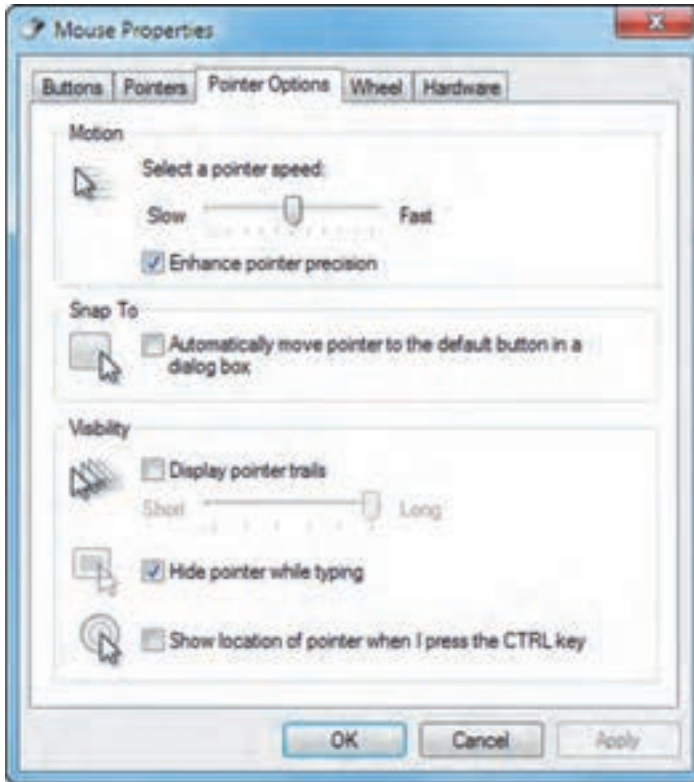 Mouse Properties
Buttons Pointers Pointer Options Wheel Hardware
Motion
Select a pointer speed:
Slow Fast
Enhance pointer precision
Snap To
Automatically move pointer to the default button in a
dialog box
Visibility
Display pointer trails
Short Long
Hide pointer while typing
Show location of pointer when I press the CTRL key
OK Cancel Apply